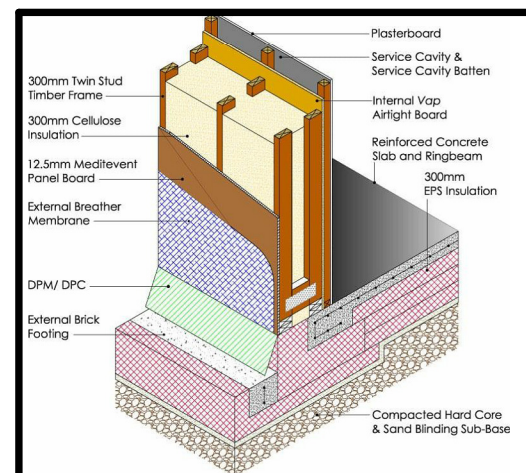 Plasterboard
Service Cavity &
Service Cavity Batten
300mm Twin Stud
Timber Frame
Internal Vap
Airtight Board
300mm Cellulose
Insulation
Reinforced Concrete
Slab and Ringbeam
12.5mm Meditevent
Panel Board
300mm
EPS Insulation
External Breather
Membrane
DPM/ DPC
External Brick
Footing
Compacted Hard Core
& Sand Blinding Sub-Base